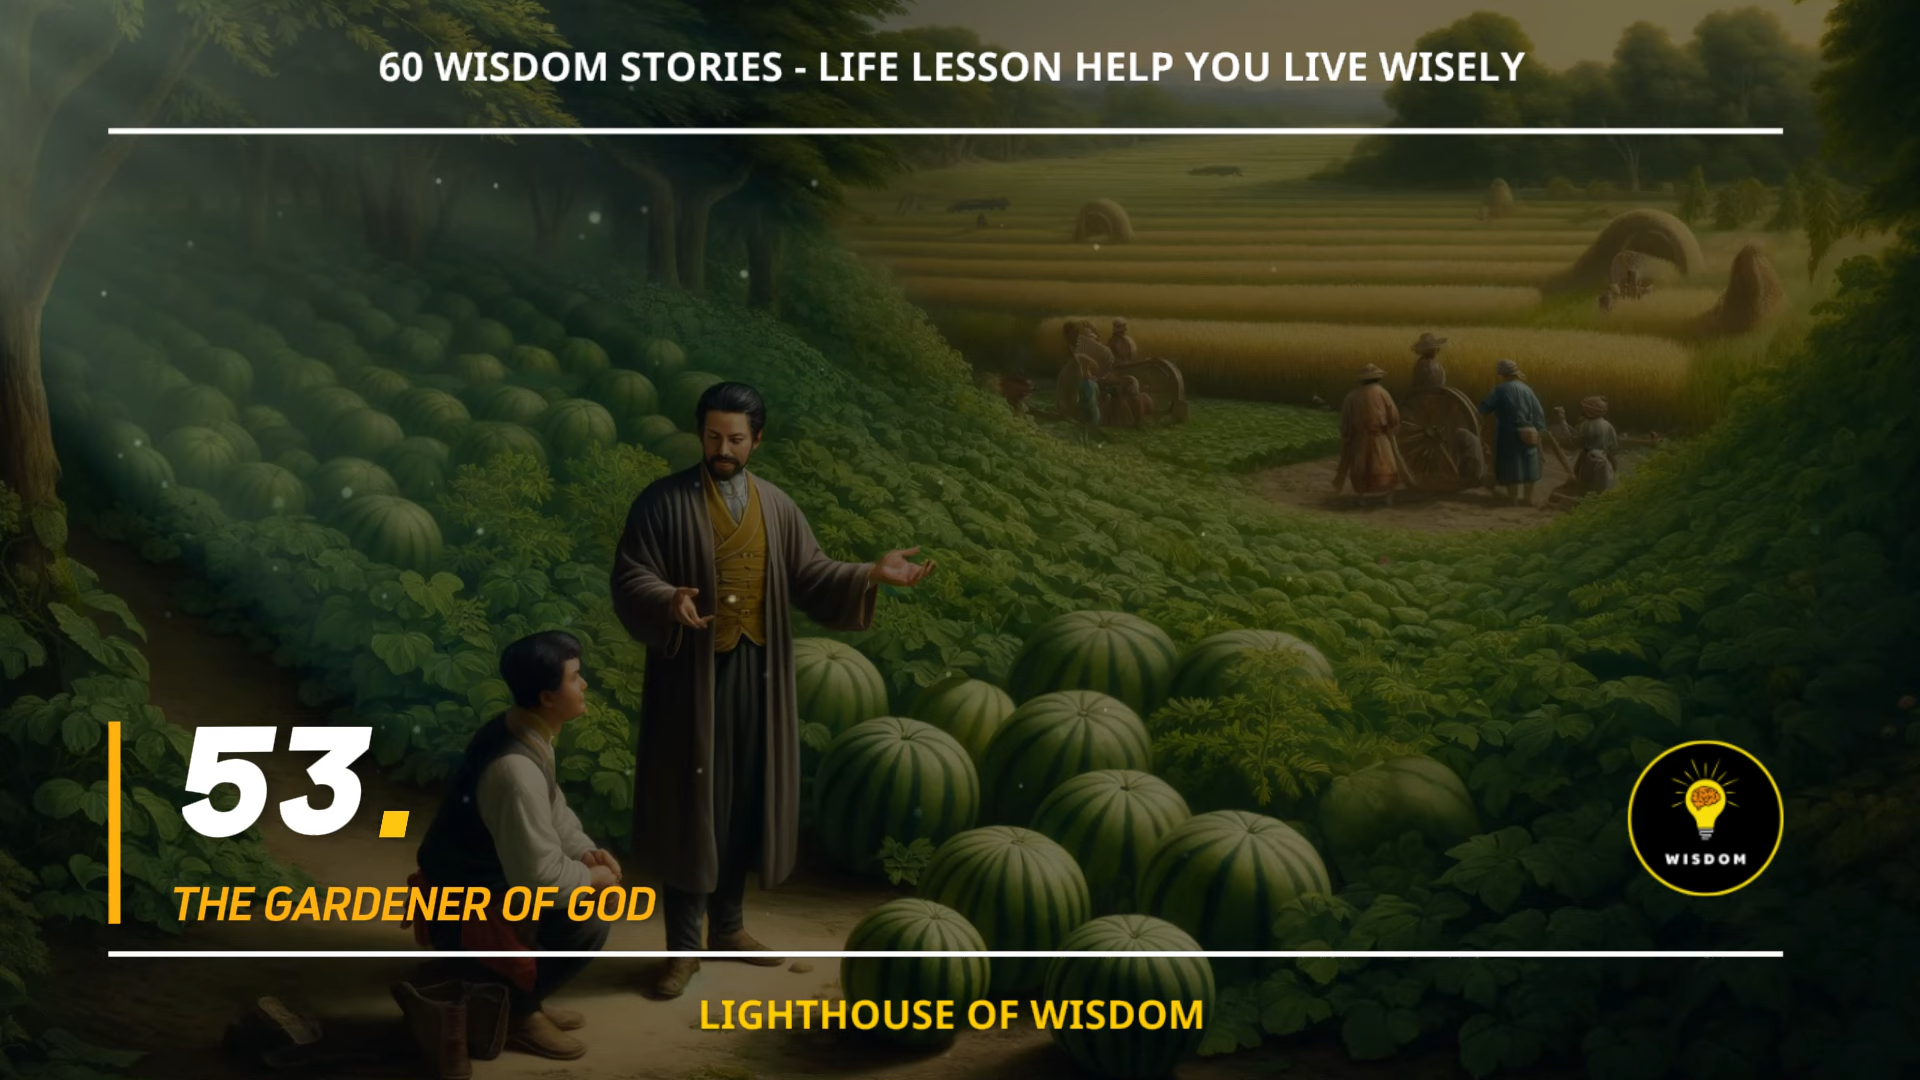 60 WISDOM STORIES - LIFE LESSON HELP YOU LIVE WISELY
53.
THE GARDENER OF GOD
WISDOM
LIGHTHOUSE OF WISDOM